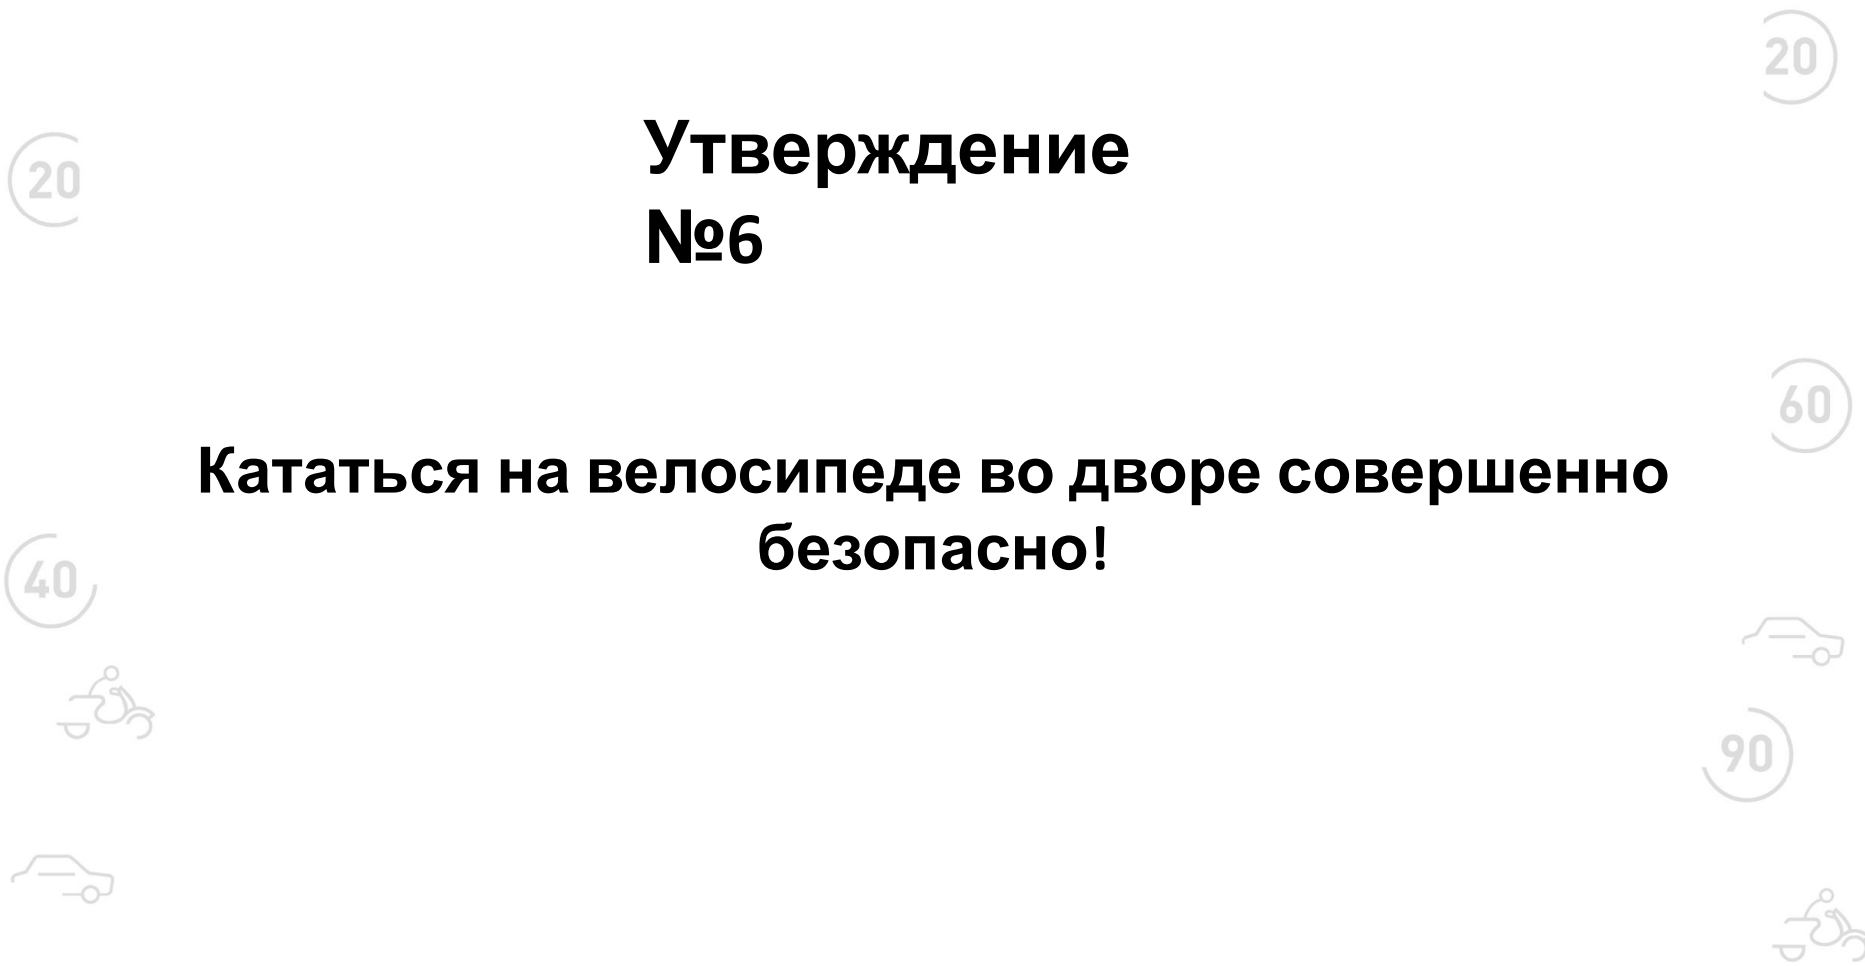 20
20
Утверждение
№6
60
Кататься на велосипеде во дворе совершенно
безопасно!
40
90